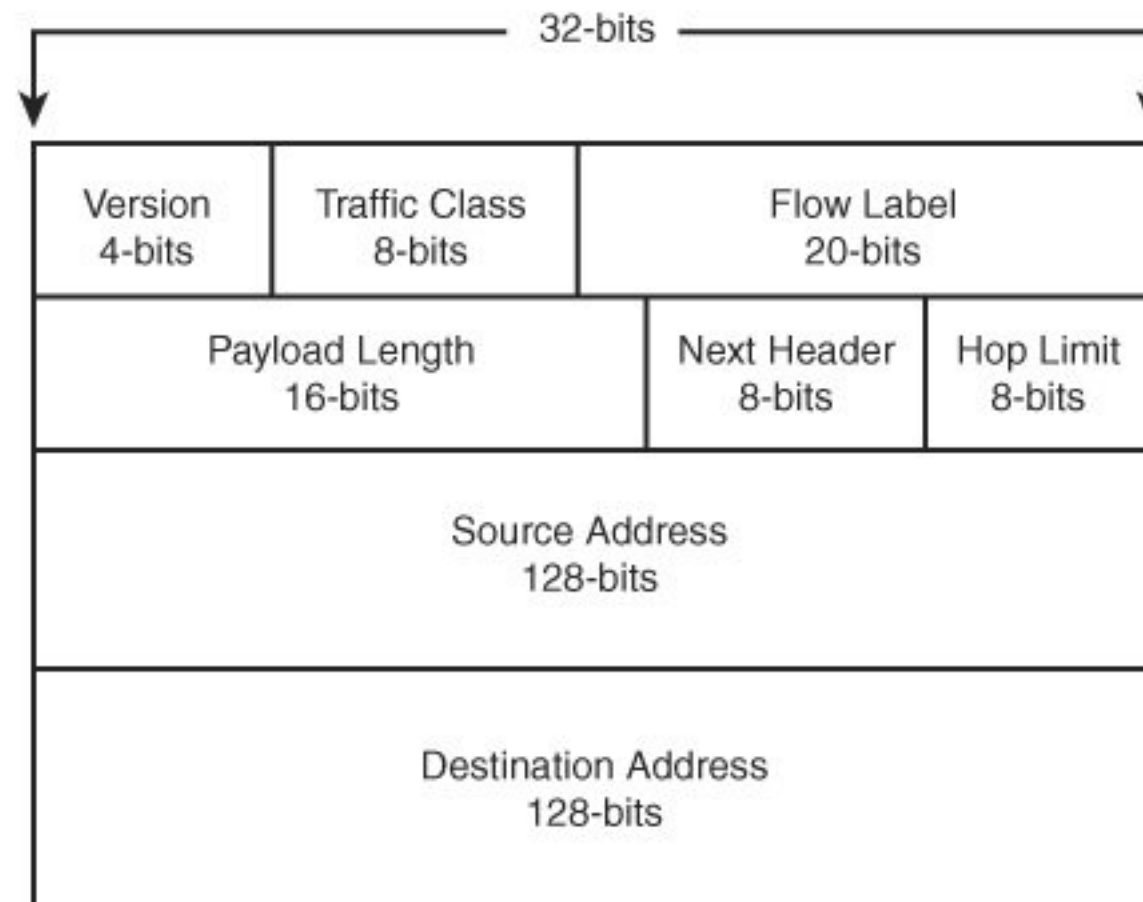 32-bits
Version
4-bits
Traffic Class
8-bits
Flow Label
20-bits
Payload Length
16-bits
Next Header
8-bits
Hop Limit
8-bits
Source Address
128-bits
Destination Address
128-bits